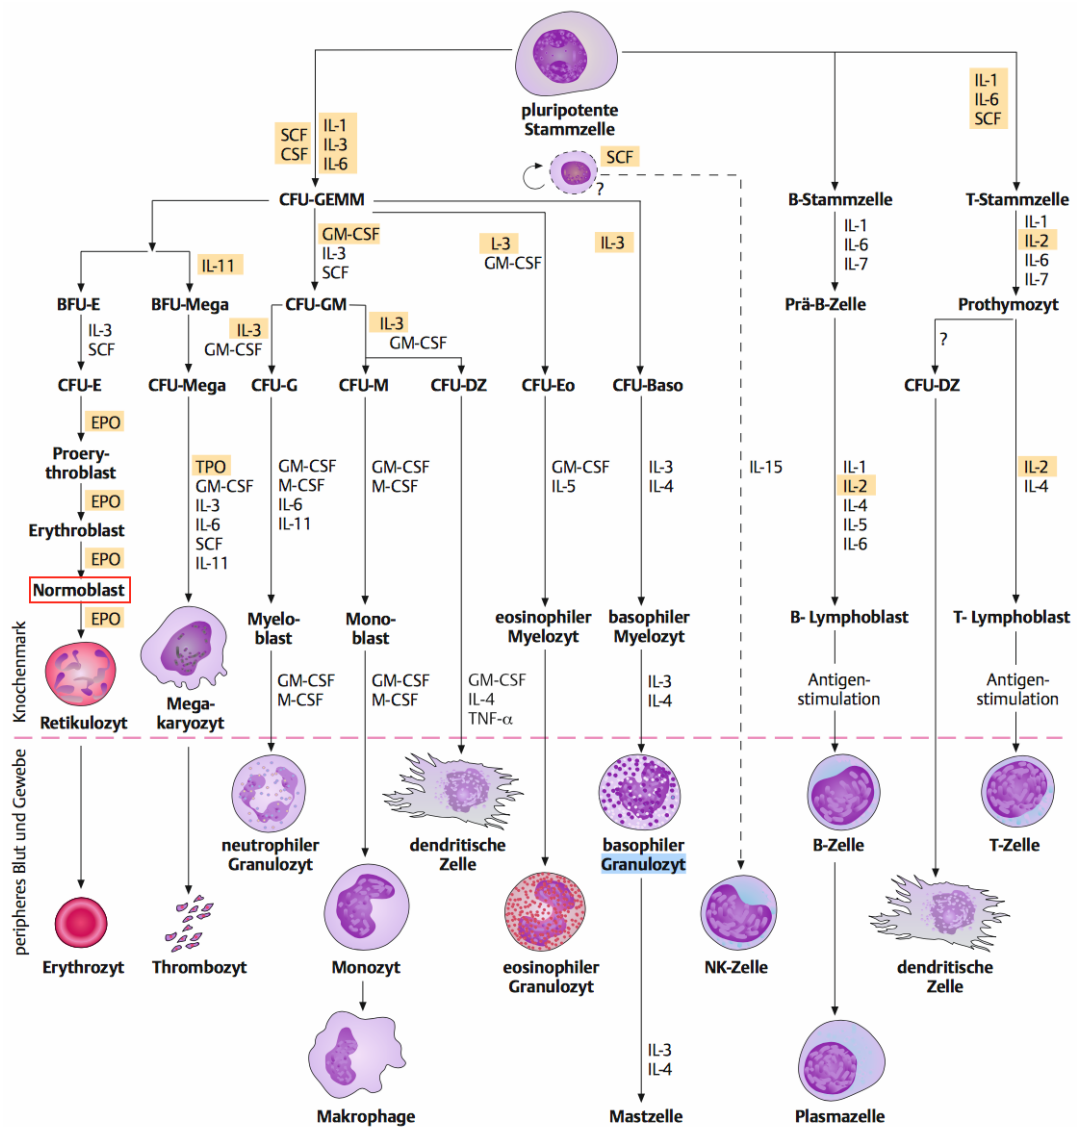 pluripotente
Stammzelle
SCF
CSF
IL-1
IL-3
IL-6
SCF
?
IL-1
IL-6
SCF
CFU-GEMM
B-Stammzelle
T-Stammzelle
IL-11
GM-CSF
IL-3
SCF
L-3
GM-CSF
IL-3
IL-1
IL-6
IL-7
IL-1
IL-2
IL-6
IL-7
BFU-E
BFU-Mega
CFU-GM
Prä-B-Zelle
Prothymozyt
IL-3
SCF
IL-3
GM-CSF
IL-3
GM-CSF
?
CFU-E
CFU-Mega
CFU-G
CFU-M
CFU-DZ
CFU-Eo
CFU-Baso
CFU-DZ
EPO
Proery-
throblast
EPO
Erythroblast
EPO
Normoblast
EPO
TPO
GM-CSF
IL-3
IL-6
SCF
IL-11
GM-CSF
M-CSF
IL-6
IL-11
GM-CSF
M-CSF
GM-CSF
IL-5
IL-3
IL-4
IL-15
IL-1
IL-2
IL-4
IL-5
IL-6
IL-2
IL-4
Myelo-
blast
Mono-
blast
eosinophiler
Myelozyt
basophiler
Myelozyt
B- Lymphoblast
T- Lymphoblast
Knochenmark
Retikulozyt
Mega-
karyozyt
GM-CSF
M-CSF
GM-CSF
M-CSF
GM-CSF
IL-4
TNF-α
IL-3
IL-4
Antigen-
stimulation
Antigen-
stimulation
peripheres Blut und Gewebe
neutrophiler
Granulozyt
dendritische
Zelle
basophiler
Granulozyt
B-Zelle
T-Zelle
Erythrozyt
Thrombozyt
Monozyt
eosinophiler
Granulozyt
NK-Zelle
dendritische
Zelle
IL-3
IL-4
Makrophage
Mastzelle
Plasmazelle